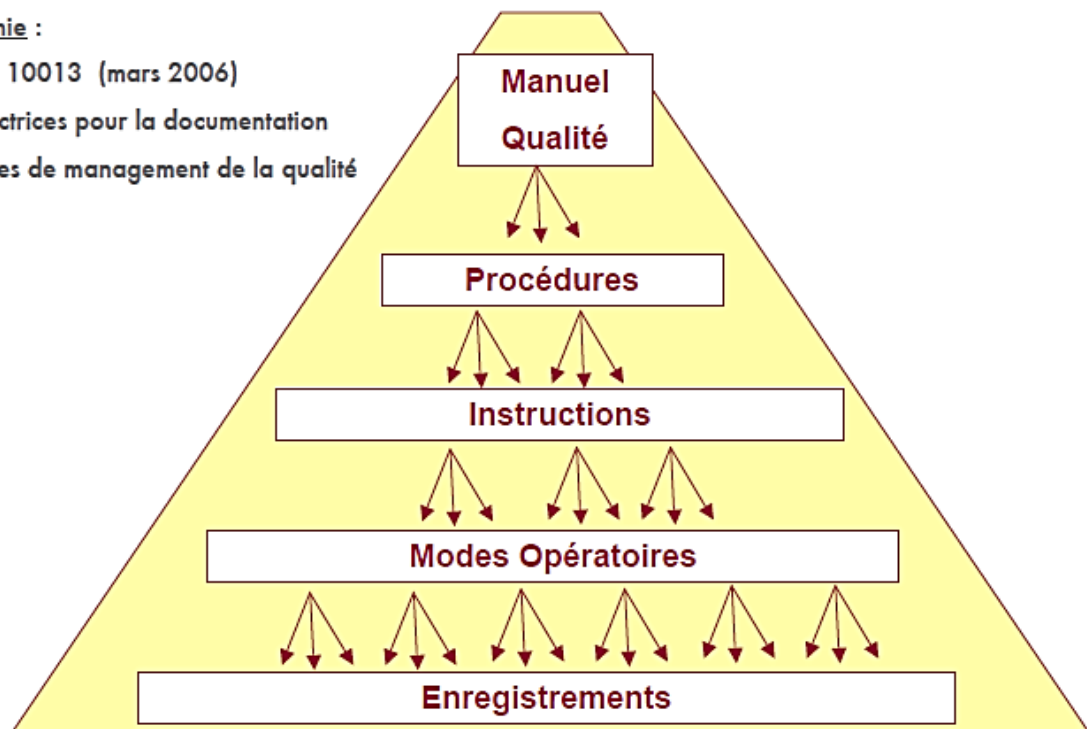 nie :
10013 (mars 2006)
ctrices pour la documentation
es de management de la qualité
Manuel
Qualité
Procédures
Instructions
Modes Opératoires
Enregistrements